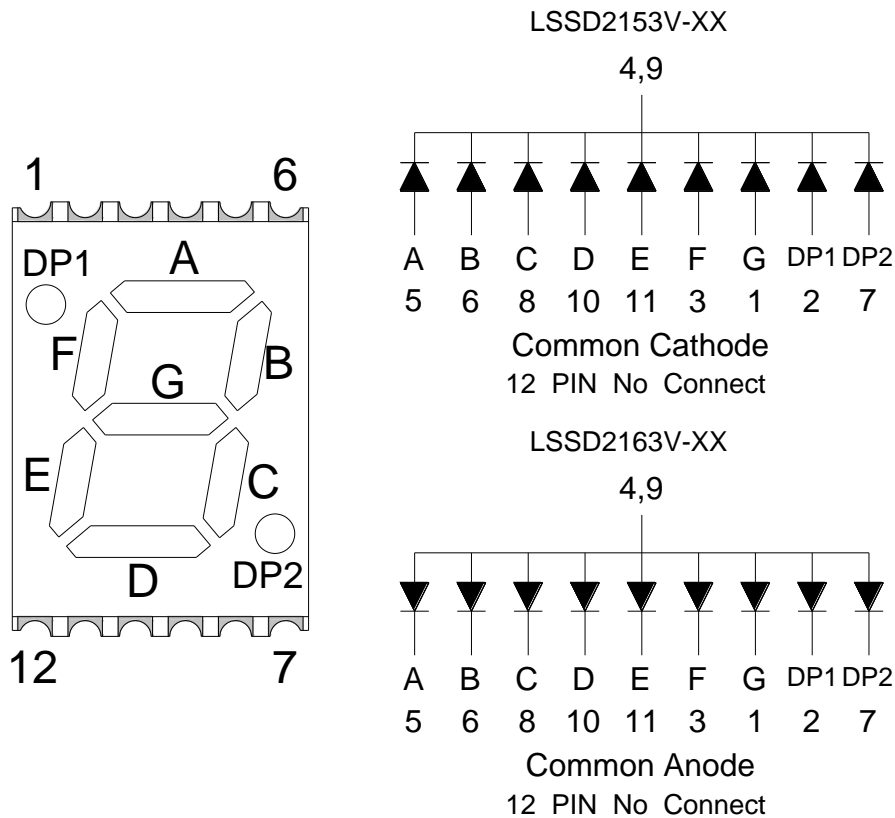 1 6
DP1
A
F
B
G
E
C
D
DP2
12 7
LSSD2153V-XX
4,9
A B C D E F G DP1 DP2
5 6 8 10 11 3 1 2 7
Common Cathode
12 PIN No Connect
LSSD2163V-XX
4,9
A B C D E F G DP1 DP2
5 6 8 10 11 3 1 2 7
Common Anode
12 PIN No Connect